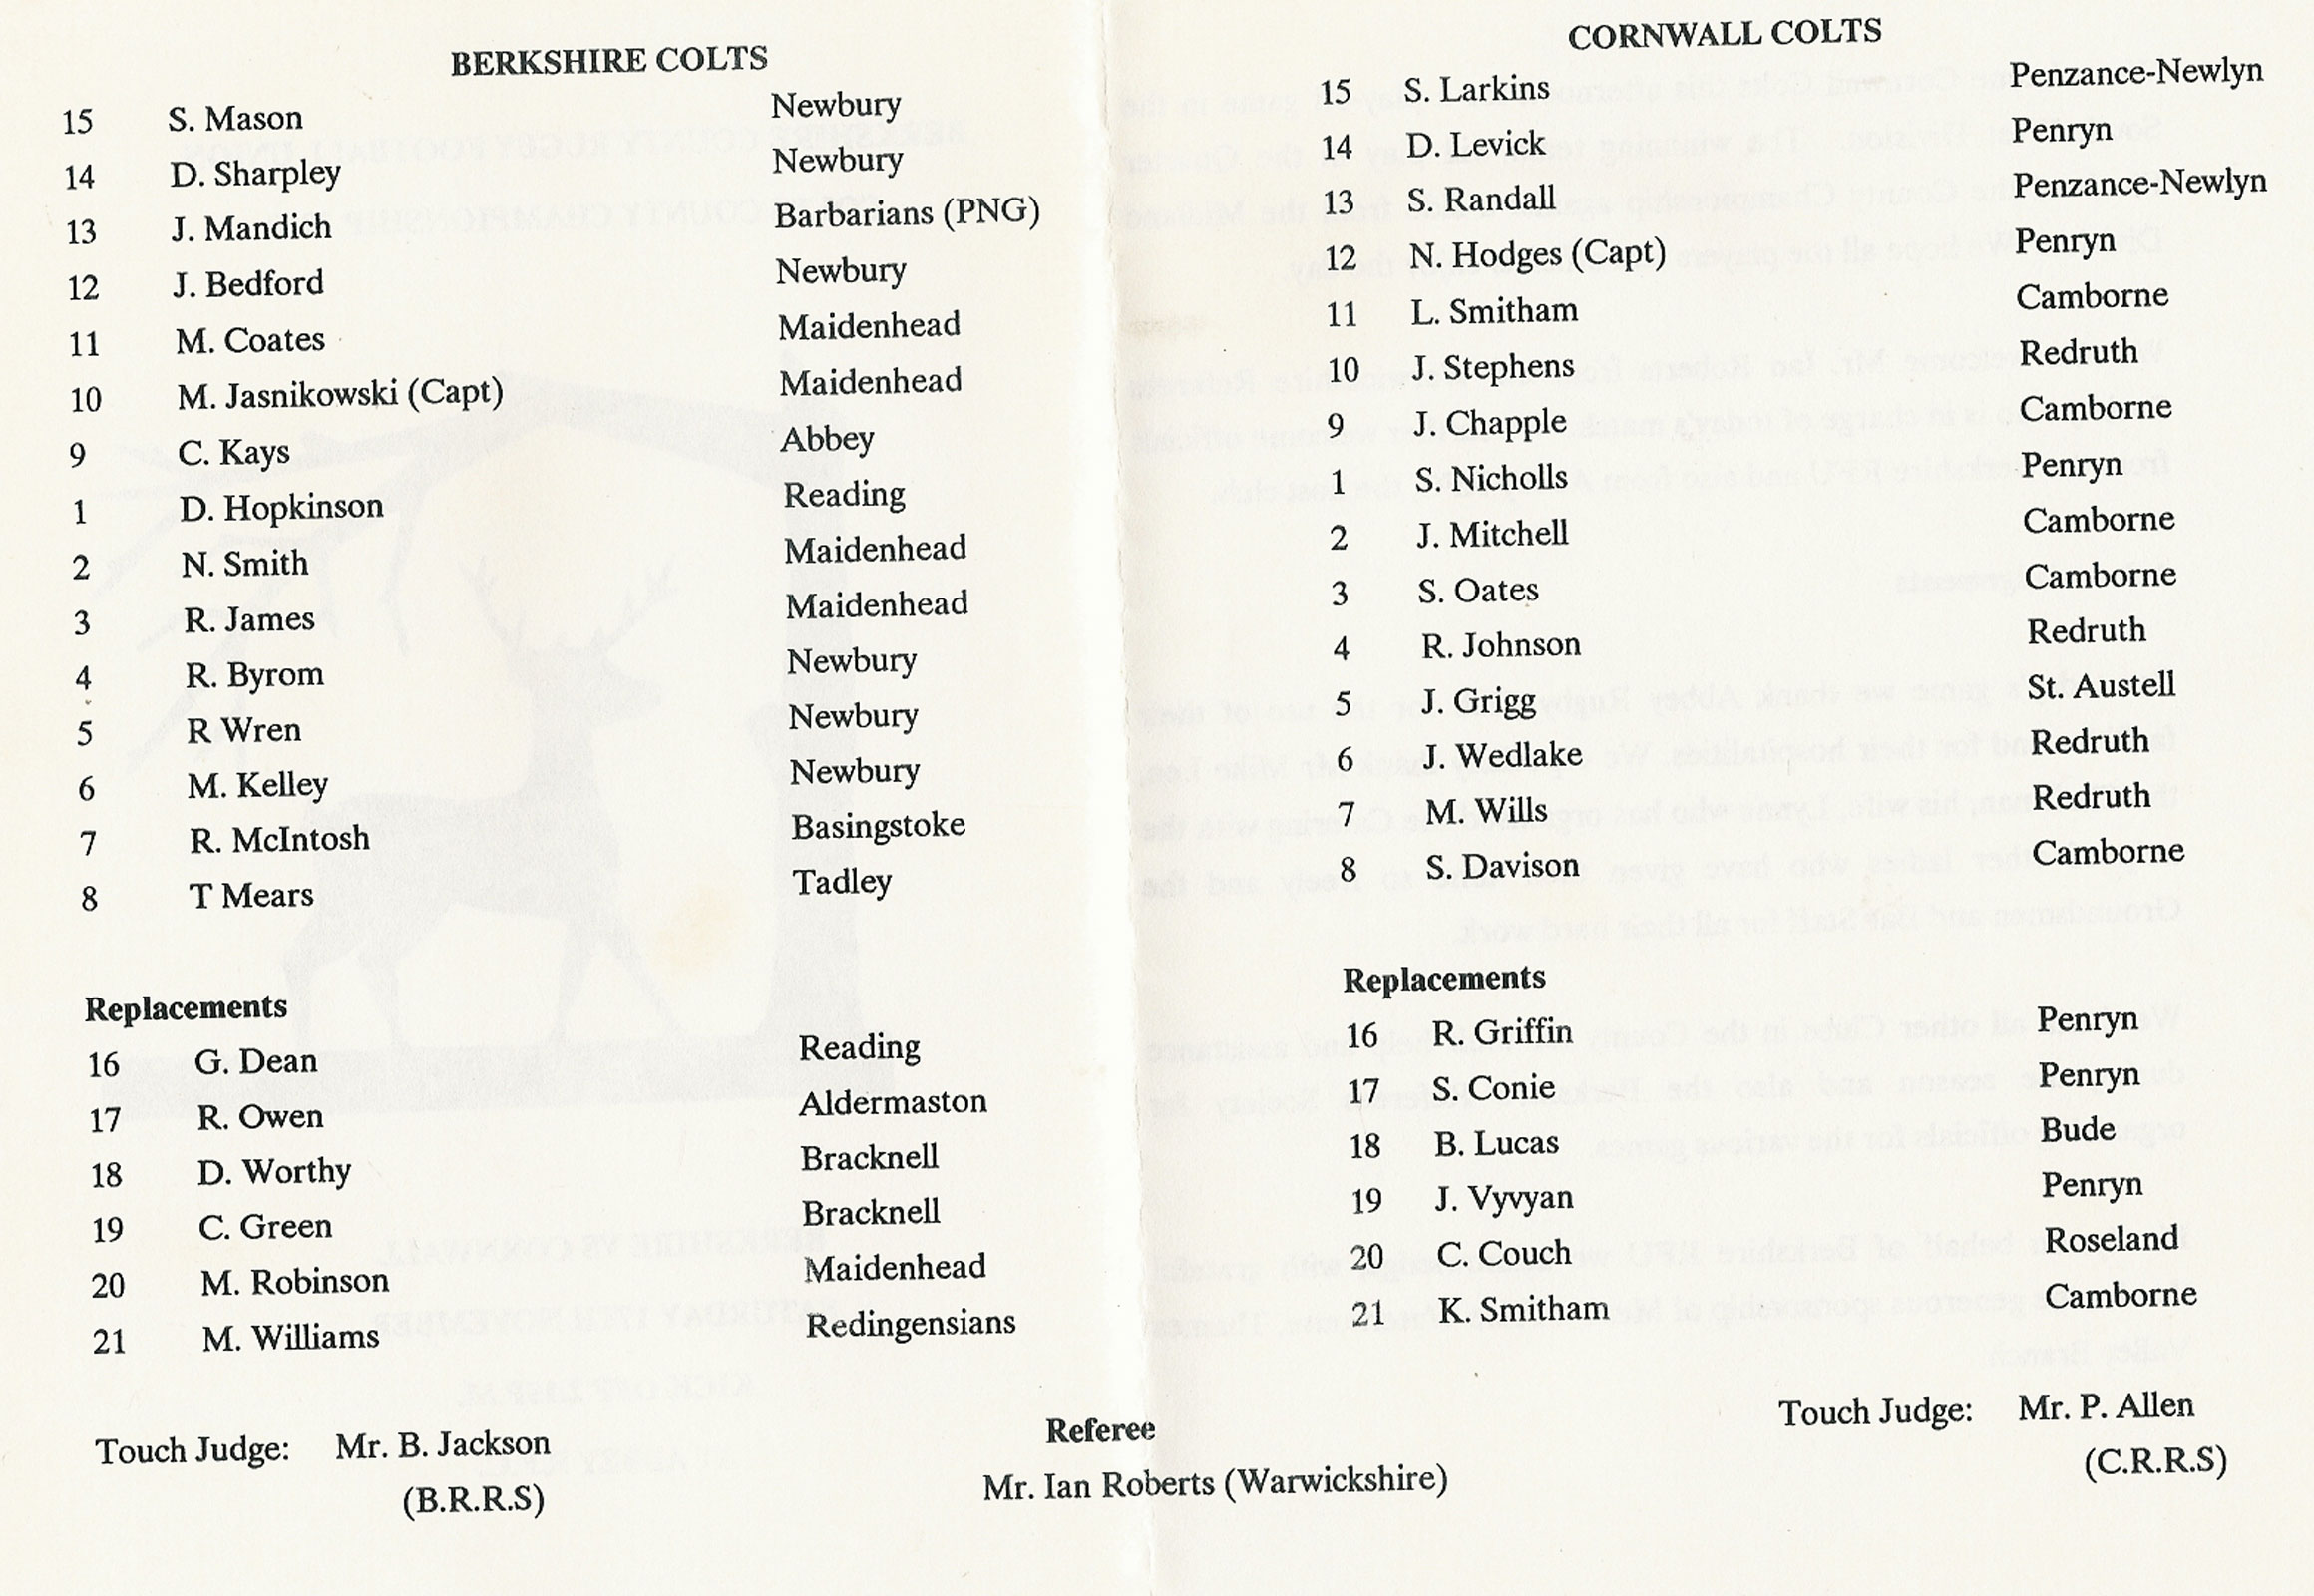 BERKSHIRE COLTS
15 S. Mason Newbury
14 D. Sharpley Newbury
13 J. Mandich Barbarians (PNG)
12 J. Bedford Newbury
11 M. Coates Maidenhead
10 M. Jasnikowski (Capt) Maidenhead
9 C. Kays Abbey
1 D. Hopkinson Reading
2 N. Smith Maidenhead
3 R. James Maidenhead
4 R. Byrom Newbury
5 R Wren Newbury
6 M. Kelley Newbury
7 R. McIntosh Basingstoke
8 T Mears Tadley
Replacements
16 G. Dean Reading
17 R. Owen Aldermaston
18 D. Worthy Bracknell
19 C. Green Bracknell
20 M. Robinson Maidenhead
21 M. Williams Redingensians
Touch Judge: Mr. B. Jackson
(B.R.R.S)
CORNWALL COLTS
15 S. Larkins Penzance-Newlyn
14 D. Levick Penryn
13 S. Randall Penzance-Newlyn
12 N. Hodges (Capt) Penryn
11 L. Smitham Camborne
10 J. Stephens Redruth
9 J. Chapple Camborne
1 S. Nicholls Penryn
2 J. Mitchell Camborne
3 S. Oates Camborne
4 R. Johnson Redruth
5 J. Grigg St. Austell
6 J. Wedlake Redruth
7 M. Wills Redruth
8 S. Davison Camborne
Replacements
16 R. Griffin Penryn
17 S. Conie Penryn
18 B. Lucas Bude
19 J. Vyvyan Penryn
20 C. Couch Roseland
21 K. Smitham Camborne
Touch Judge: Mr. P. Allen
(C.R.R.S)
Referee
Mr. Ian Roberts (Warwickshire)